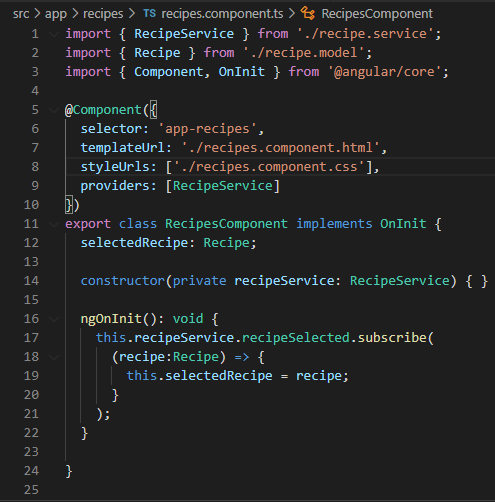 src > app > recipes > TS recipes.component.ts > RecipesComponent
1 import { RecipeService } from './recipe.service';
2 import { Recipe } from './recipe.model';
3 import { Component, OnInit } from '@angular/core';
4
5 @Component({
6   selector: 'app-recipes',
7   templateUrl: './recipes.component.html',
8   styleUrls: ['./recipes.component.css'],
9   providers: [RecipeService]
10 })
11 export class RecipesComponent implements OnInit {
12   selectedRecipe: Recipe;
13
14   constructor(private recipeService: RecipeService) { }
15
16   ngOnInit(): void {
17     this.recipeService.recipeSelected.subscribe(
18       (recipe:Recipe) => {
19         this.selectedRecipe = recipe;
20       }
21     );
22   }
23
24 }
25